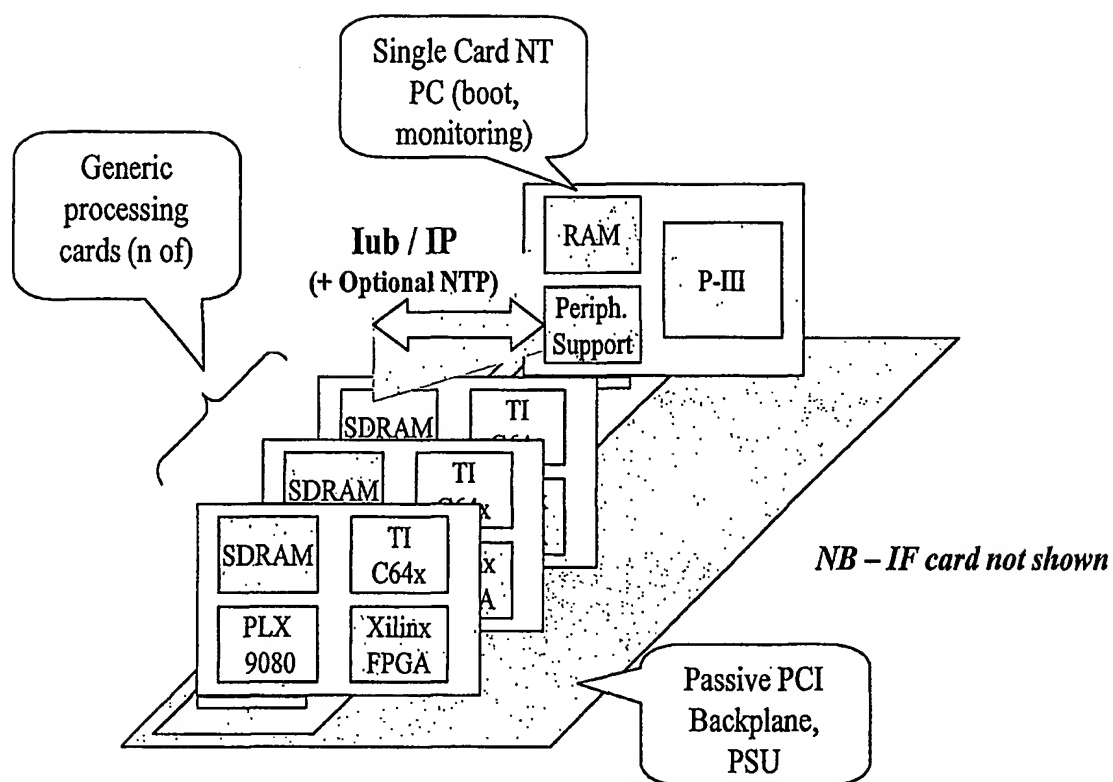 Single Card NT
PC (boot,
monitoring)
Generic
processing
cards (n of)
Iub / IP
(+ Optional NTP)
RAM
P-III
Periph.
Support
SDRAM
TI
SDRAM
TI
SDRAM
TI
C64x
PLX
9080
Xilinx
FPGA
NB – IF card not shown
Passive PCI
Backplane,
PSU